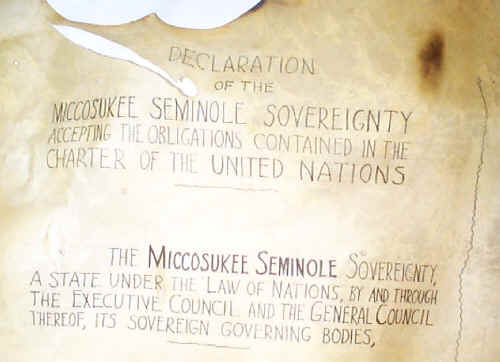 DECLARATION
OF THE
MICCOSUKEE SEMINOLE SOVEREIGNTY
ACCEPTING THE OBLIGATIONS CONTAINED IN THE
CHARTER OF THE UNITED NATIONS
THE MICCOSUKEE SEMINOLE SOVEREIGNTY,
A STATE UNDER THE LAW OF NATIONS, BY AND THROUGH
THE EXECUTIVE COUNCIL AND THE GENERAL COUNCIL
THEREOF, ITS SOVEREIGN GOVERNING BODIES,